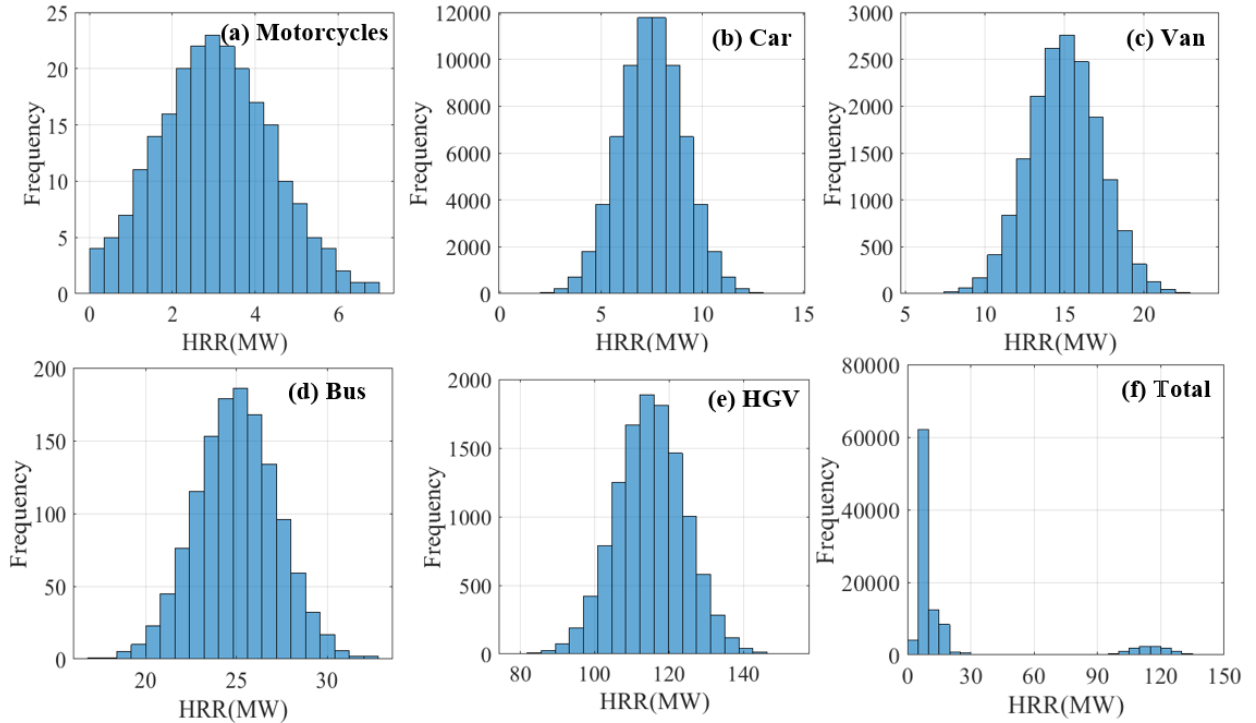 (a) Motorcycles
25
20
15
10
5
0
Frequency
0 2 4 6
HRR(MW)
(b) Car
12000
10000
8000
6000
4000
2000
0
Frequency
0 5 10 15
HRR(MW)
(c) Van
3000
2500
2000
1500
1000
500
0
Frequency
5 10 15 20
HRR(MW)
(d) Bus
200
150
100
50
0
Frequency
20 25 30
HRR(MW)
(e) HGV
2000
1500
1000
500
0
Frequency
80 100 120 140
HRR(MW)
(f) 𝕋otal
80000
60000
40000
20000
0
Frequency
0 30 60 90 120 150
HRR(MW)